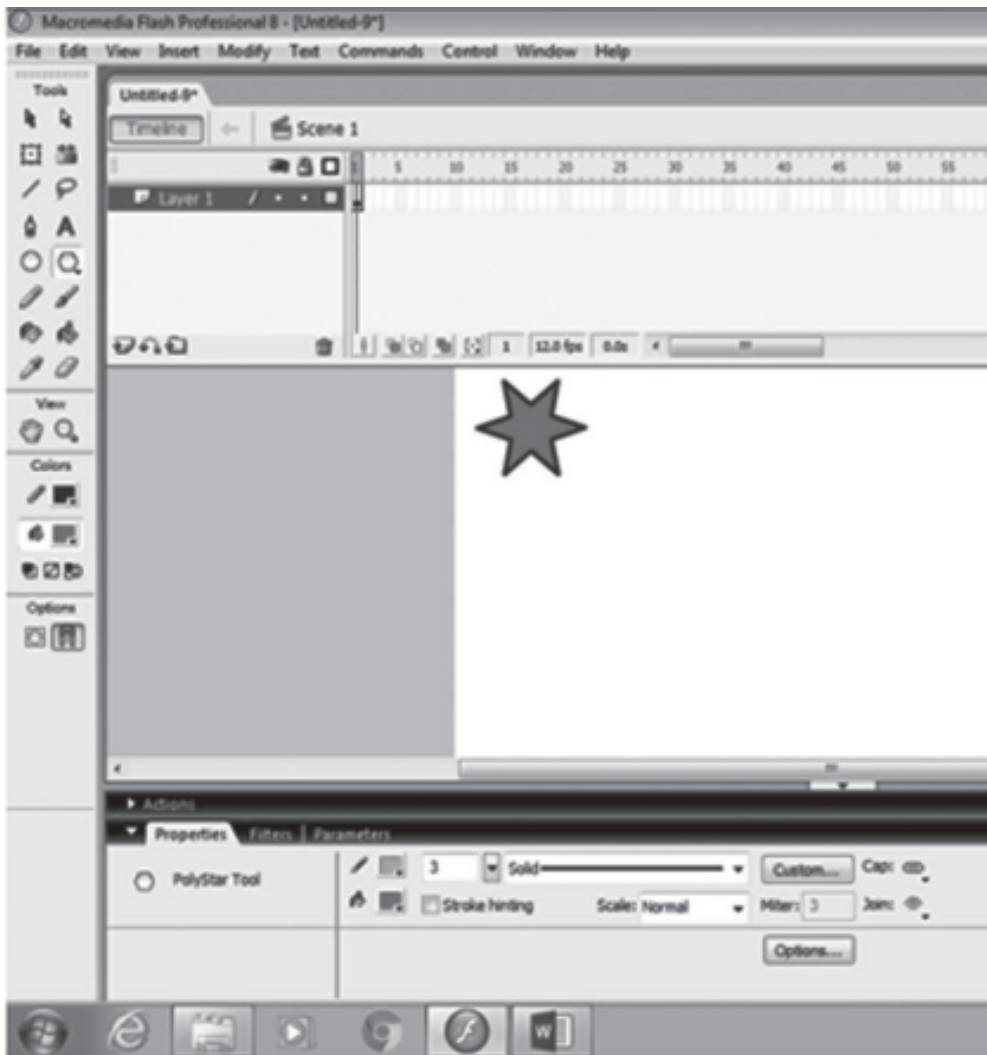 Macromedia Flash Professional 8 - [Untitled-9*]
File Edit View Insert Modify Text Commands Control Window Help
Tools
Untitled-9*
Timeline
Scene 1
5 10 15 20 25 30 35 40 45 50 55
Layer 1
A
1 12.0 fps 0.0s
View
Colors
Options
Actions
Properties Filters Parameters
PolyStar Tool
3 Solid Custom... Cap:
Stroke hinting Scale: Normal Miter: 3 Join:
Options...
W